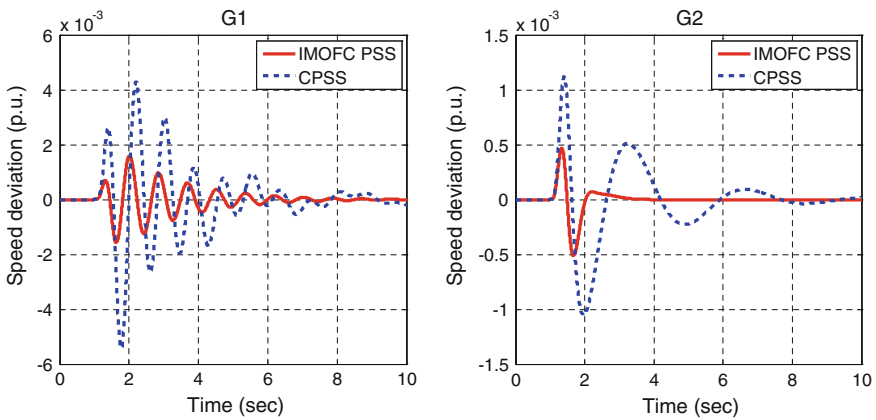 G1
x 10⁻³
Speed deviation (p.u.)
6
4
2
0
-2
-4
-6
IMOFC PSS
CPSS
0 2 4 6 8 10
Time (sec)
G2
x 10⁻³
Speed deviation (p.u.)
1.5
1
0.5
0
-0.5
-1
-1.5
IMOFC PSS
CPSS
0 2 4 6 8 10
Time (sec)